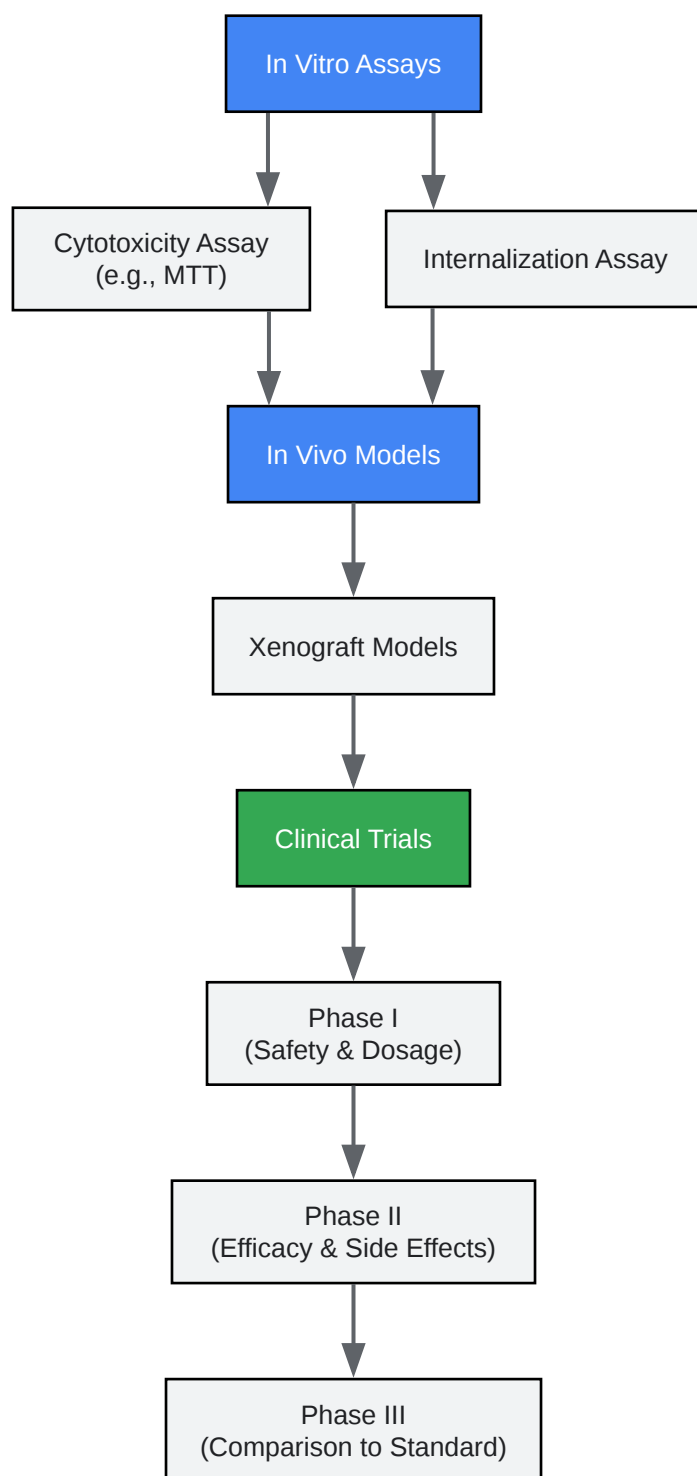 In Vitro Assays
Cytotoxicity Assay
(e.g., MTT)
Internalization Assay
In Vivo Models
Xenograft Models
Clinical Trials
Phase I
(Safety & Dosage)
Phase II
(Efficacy & Side Effects)
Phase III
(Comparison to Standard)